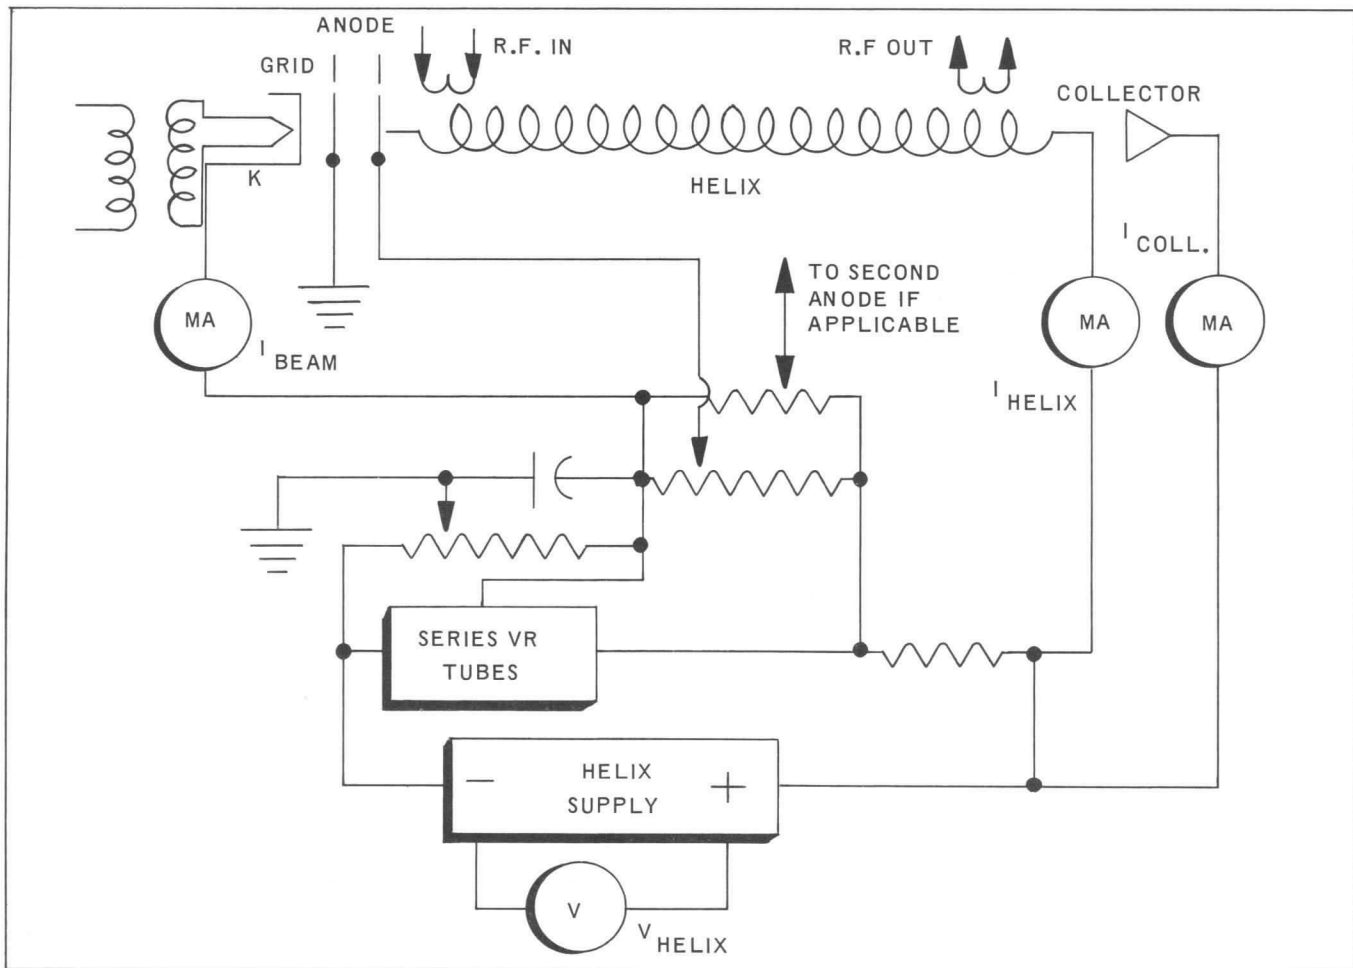 ANODE
GRID
R.F. IN
R.F OUT
COLLECTOR
K
HELIX
I COLL.
TO SECOND
ANODE IF
APPLICABLE
MA
MA
MA
I BEAM
I HELIX
SERIES VR
TUBES
− HELIX +
SUPPLY
V
V HELIX